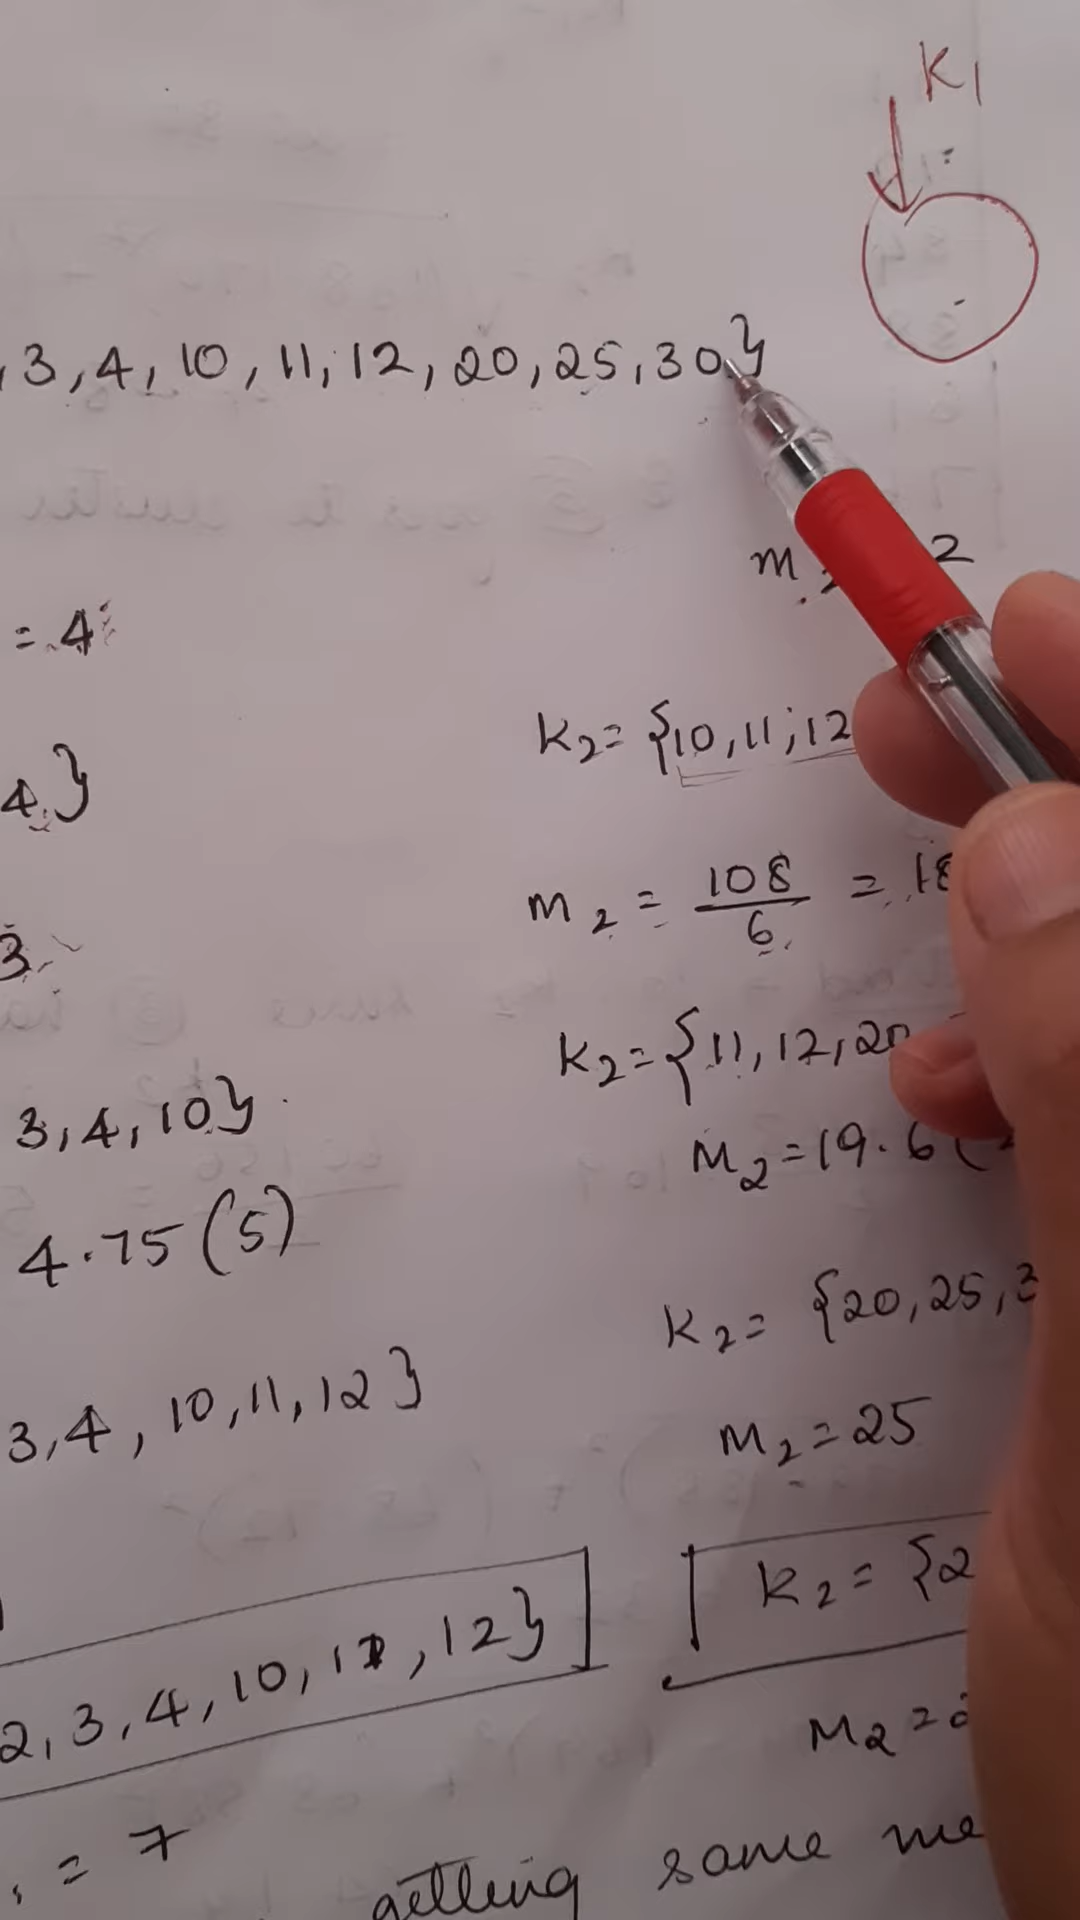 K1
, 3, 4, 10, 11, 12, 20, 25, 30}
m 2
= 4
K2 = {10, 11, 12
4}
m2 = 108/6 = 18
3
K2 = {11, 12, 20
3, 4, 10}
M2 = 19.6 (
4.75 (5)
K2 = {20, 25, 3
3, 4, 10, 11, 12}
M2 = 25
K2 = {2
2, 3, 4, 10, 11, 12}
M2 =
= 7
getting same me